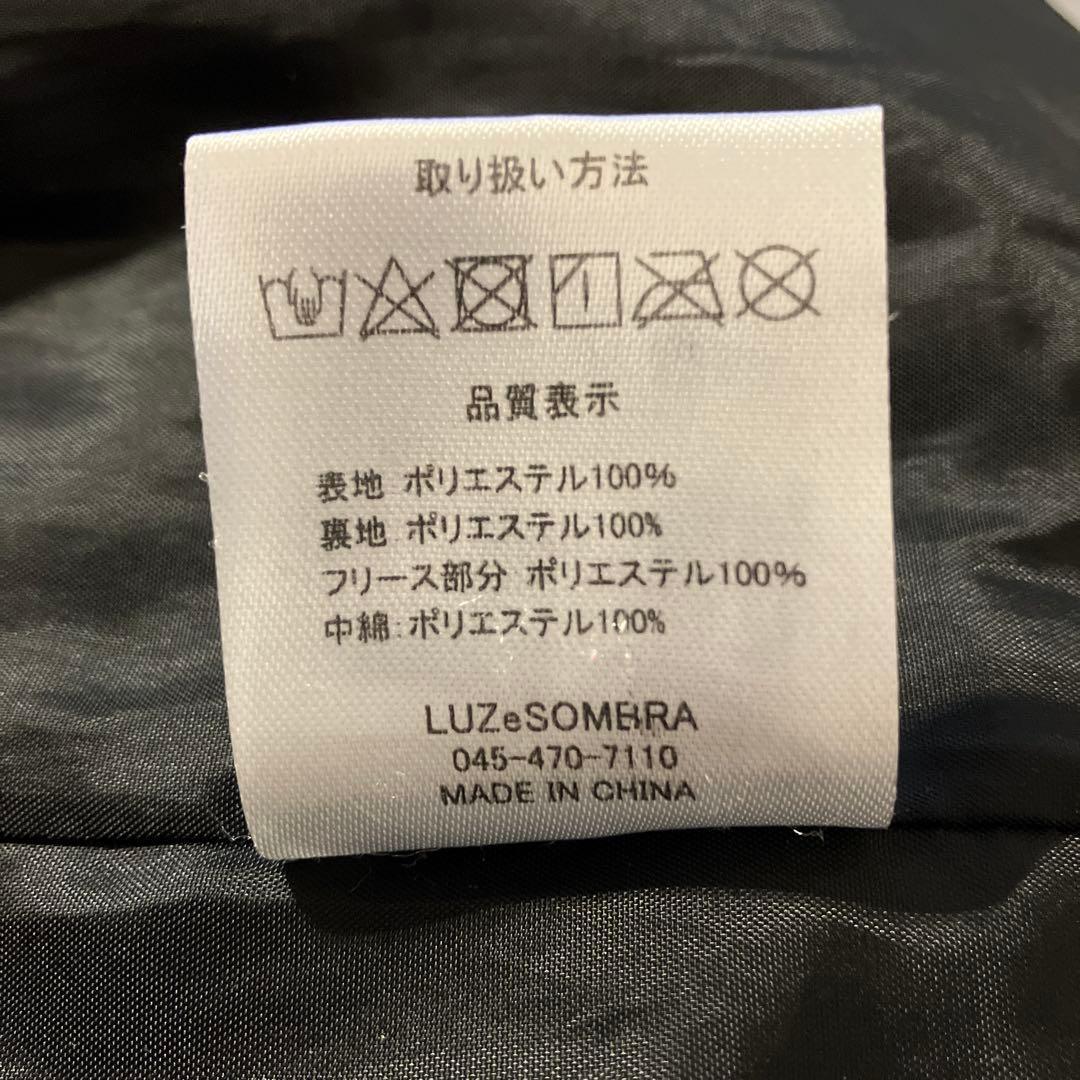 取り扱い方法
品質表示
表地 ポリエステル100%
裏地 ポリエステル100%
フリース部分 ポリエステル100%
中綿:ポリエステル100%
LUZeSOMBRA
045-470-7110
MADE IN CHINA